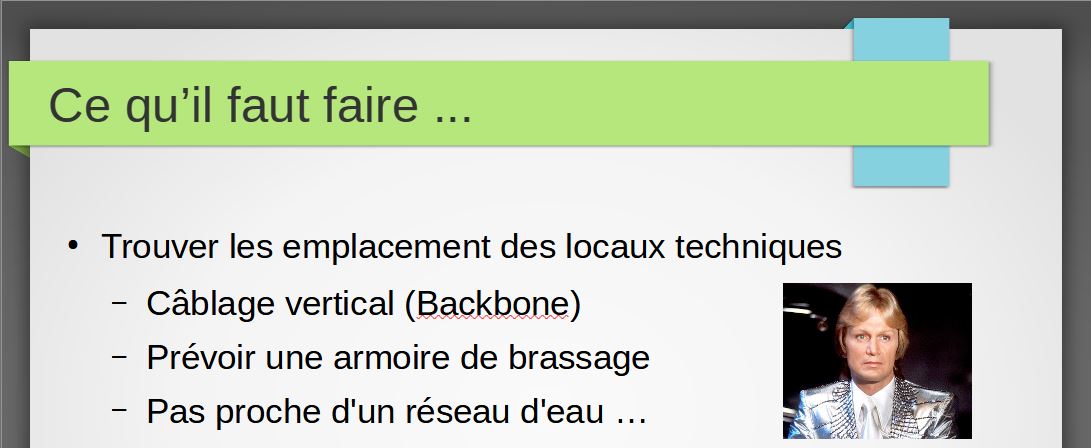 Ce qu’il faut faire ...
• Trouver les emplacement des locaux techniques
– Câblage vertical (Backbone)
– Prévoir une armoire de brassage
– Pas proche d'un réseau d'eau …